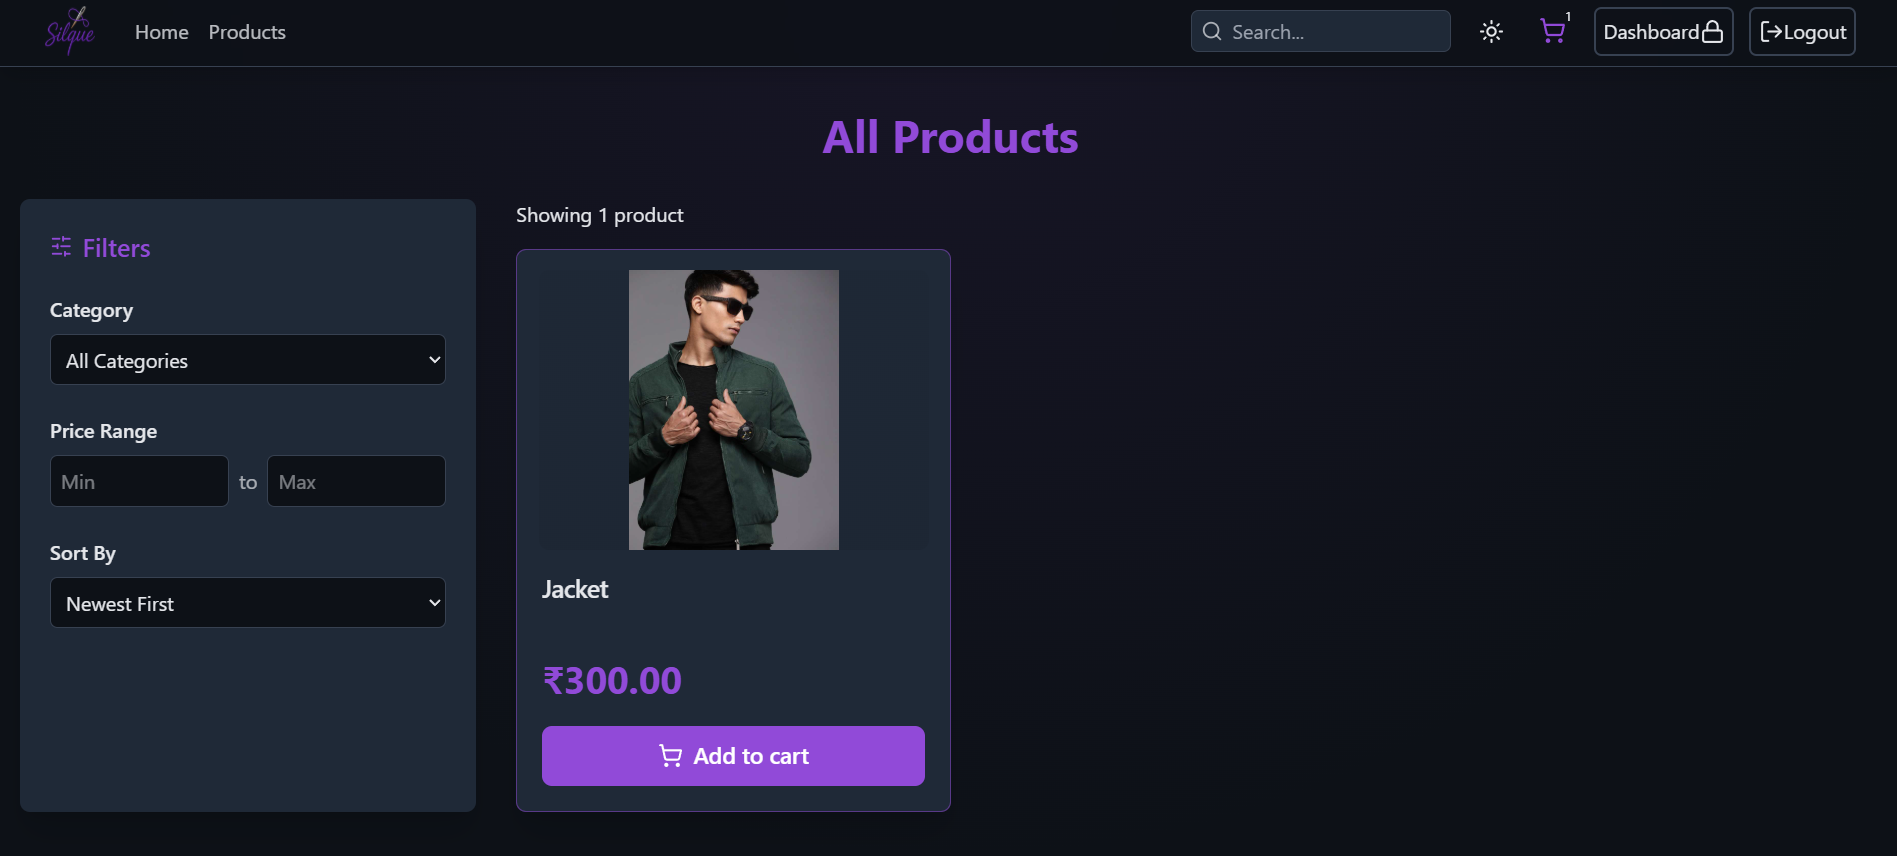 Silque
Home
Products
Search...
1
Dashboard
Logout
All Products
Filters
Category
All Categories
Price Range
Min
to
Max
Sort By
Newest First
Showing 1 product
Jacket
₹300.00
Add to cart